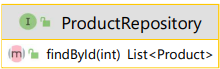 I ProductRepository
m findById(int) List<Product>